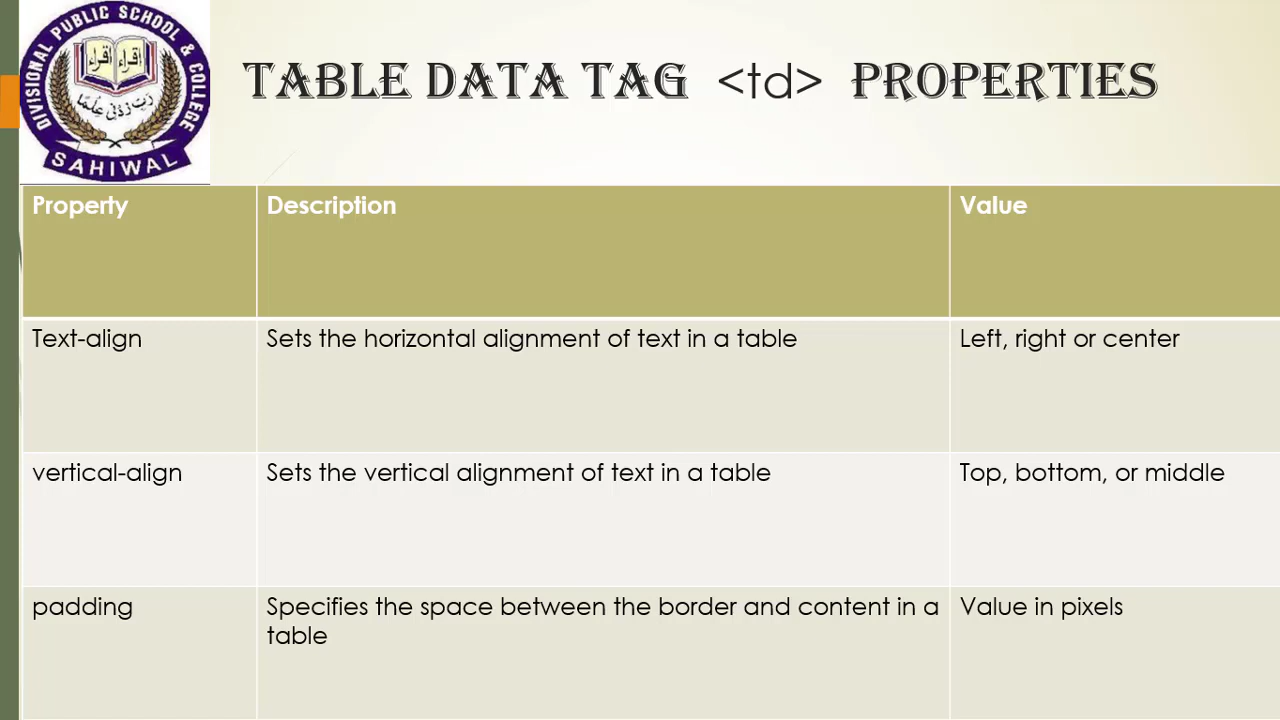 DIVISIONAL PUBLIC SCHOOL & COLLEGE
اقراء اقراء
رَبِّ زِدْنِی عِلْمًا
SAHIWAL
TABLE DATA TAG <td> PROPERTIES
Property Description Value
Text-align Sets the horizontal alignment of text in a table Left, right or center
vertical-align Sets the vertical alignment of text in a table Top, bottom, or middle
padding Specifies the space between the border and content in a Value in pixels
table